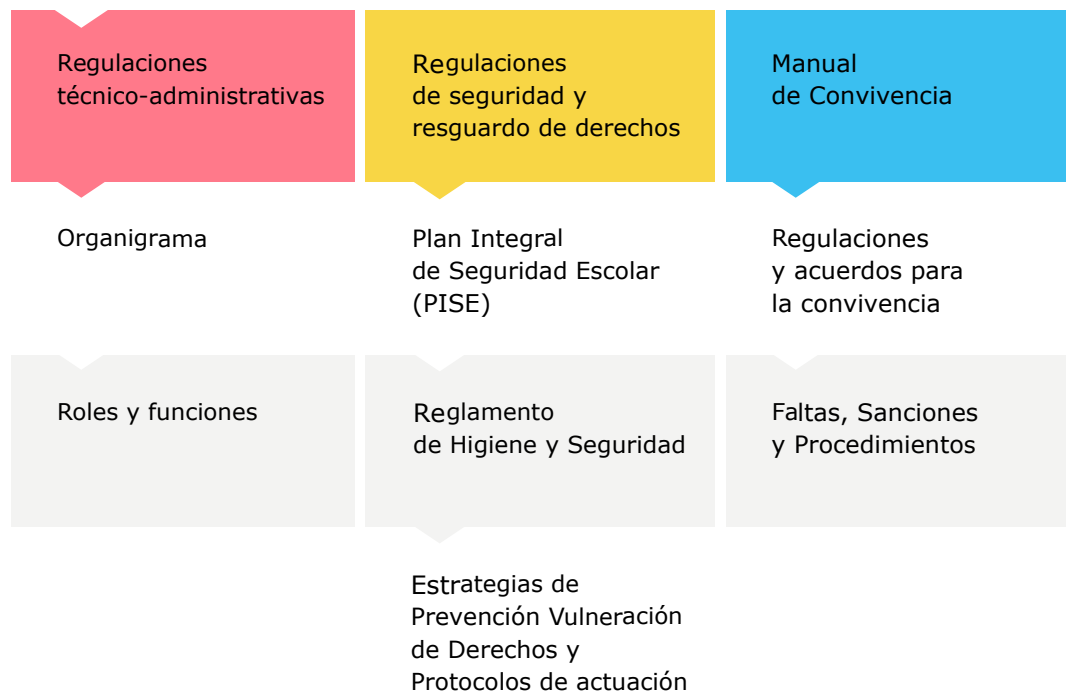 Regulaciones
técnico-administrativas
Regulaciones
de seguridad y
resguardo de derechos
Manual
de Convivencia
Organigrama
Plan Integral
de Seguridad Escolar
(PISE)
Regulaciones
y acuerdos para
la convivencia
Roles y funciones
Reglamento
de Higiene y Seguridad
Faltas, Sanciones
y Procedimientos
Estrategias de
Prevención Vulneración
de Derechos y
Protocolos de actuación